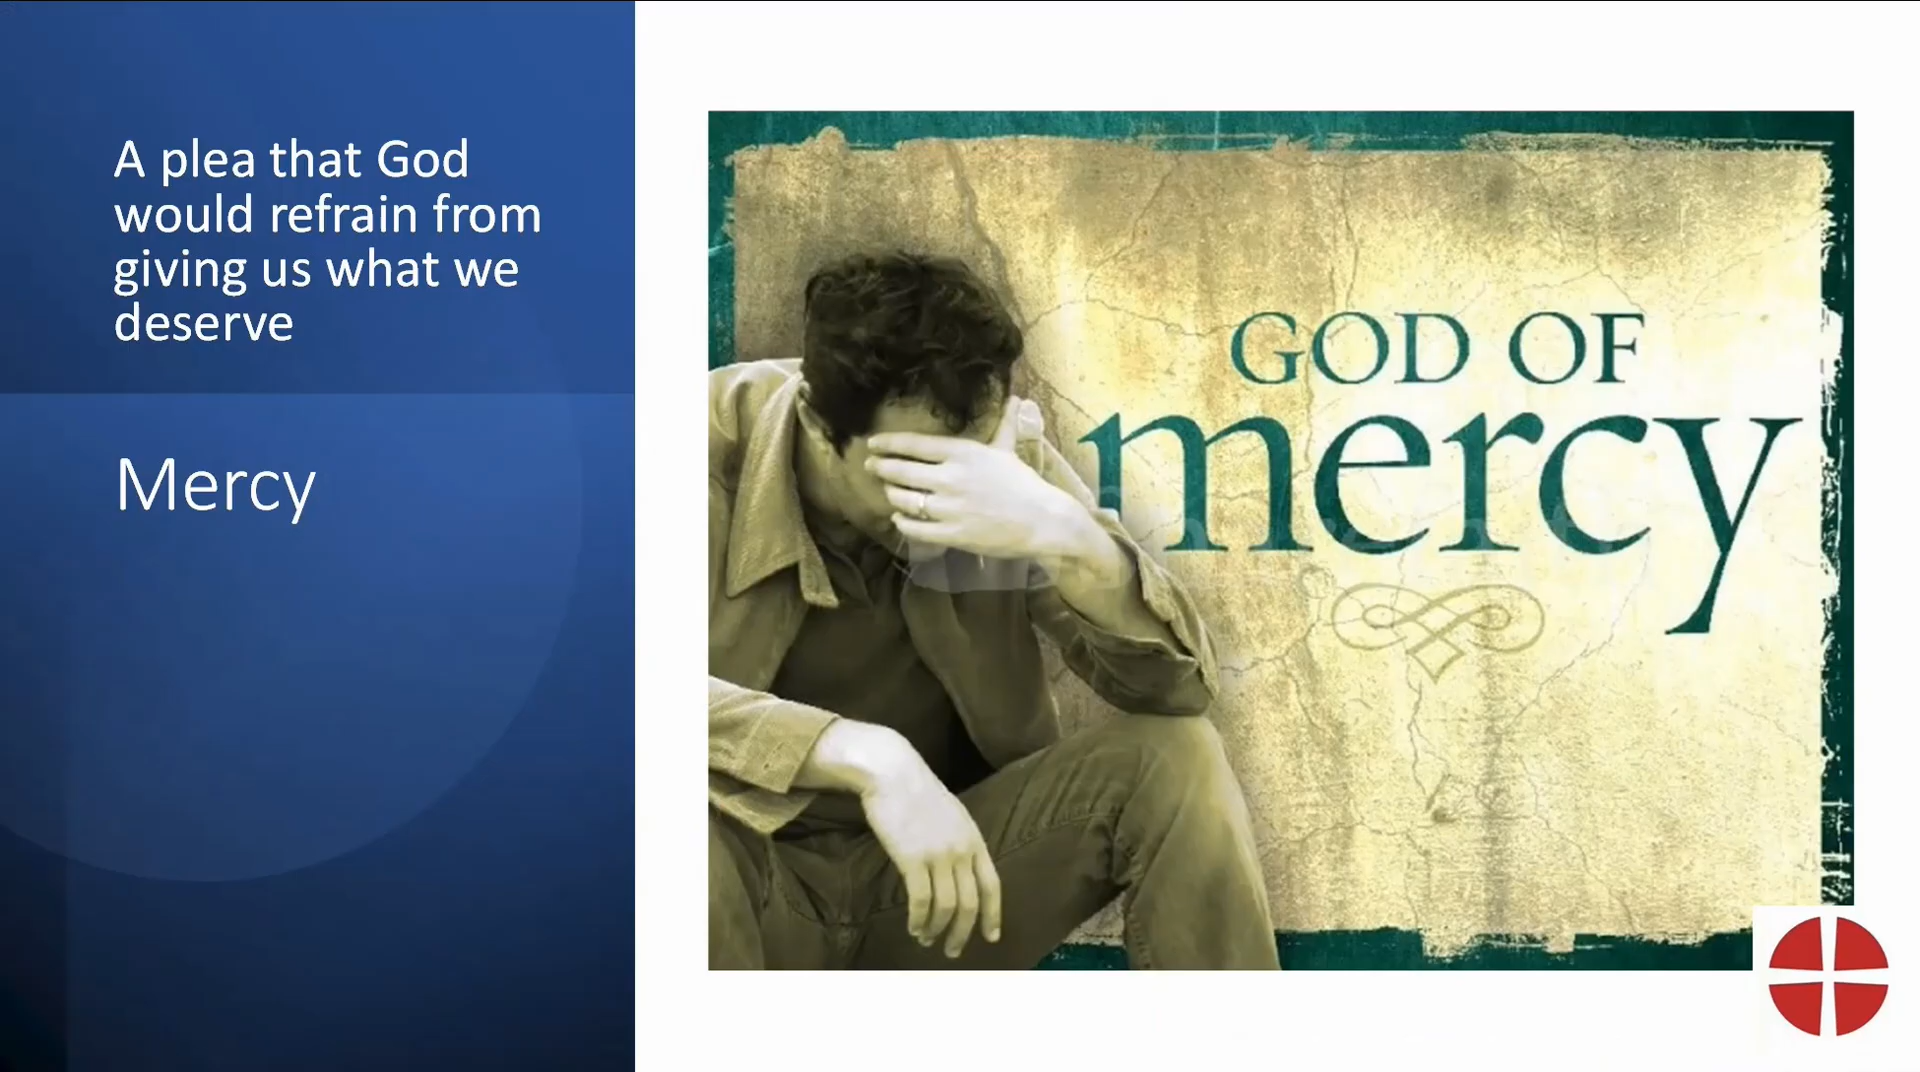 A plea that God
would refrain from
giving us what we
deserve
Mercy
GOD OF
mercy